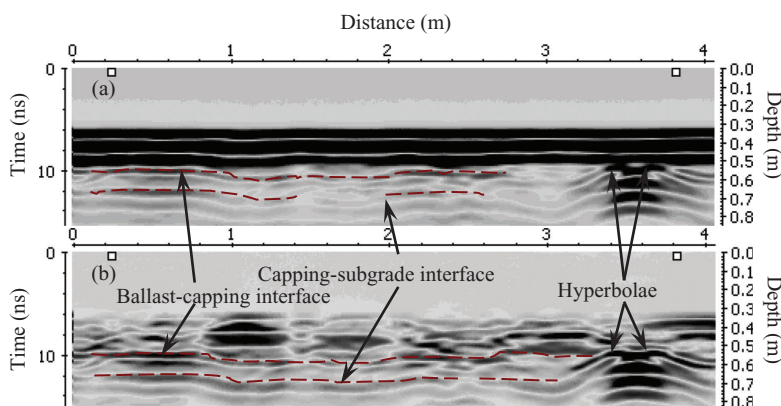 Distance (m)
0 1 2 3 4
(a)
Time (ns)
0
10
Depth (m)
0.0
0.1
0.2
0.3
0.4
0.5
0.6
0.7
0.8
0 1 2 3 4
(b)
Time (ns)
0
10
Ballast-capping interface
Capping-subgrade interface
Hyperbolae
Depth (m)
0.0
0.1
0.2
0.3
0.4
0.5
0.6
0.7
0.8